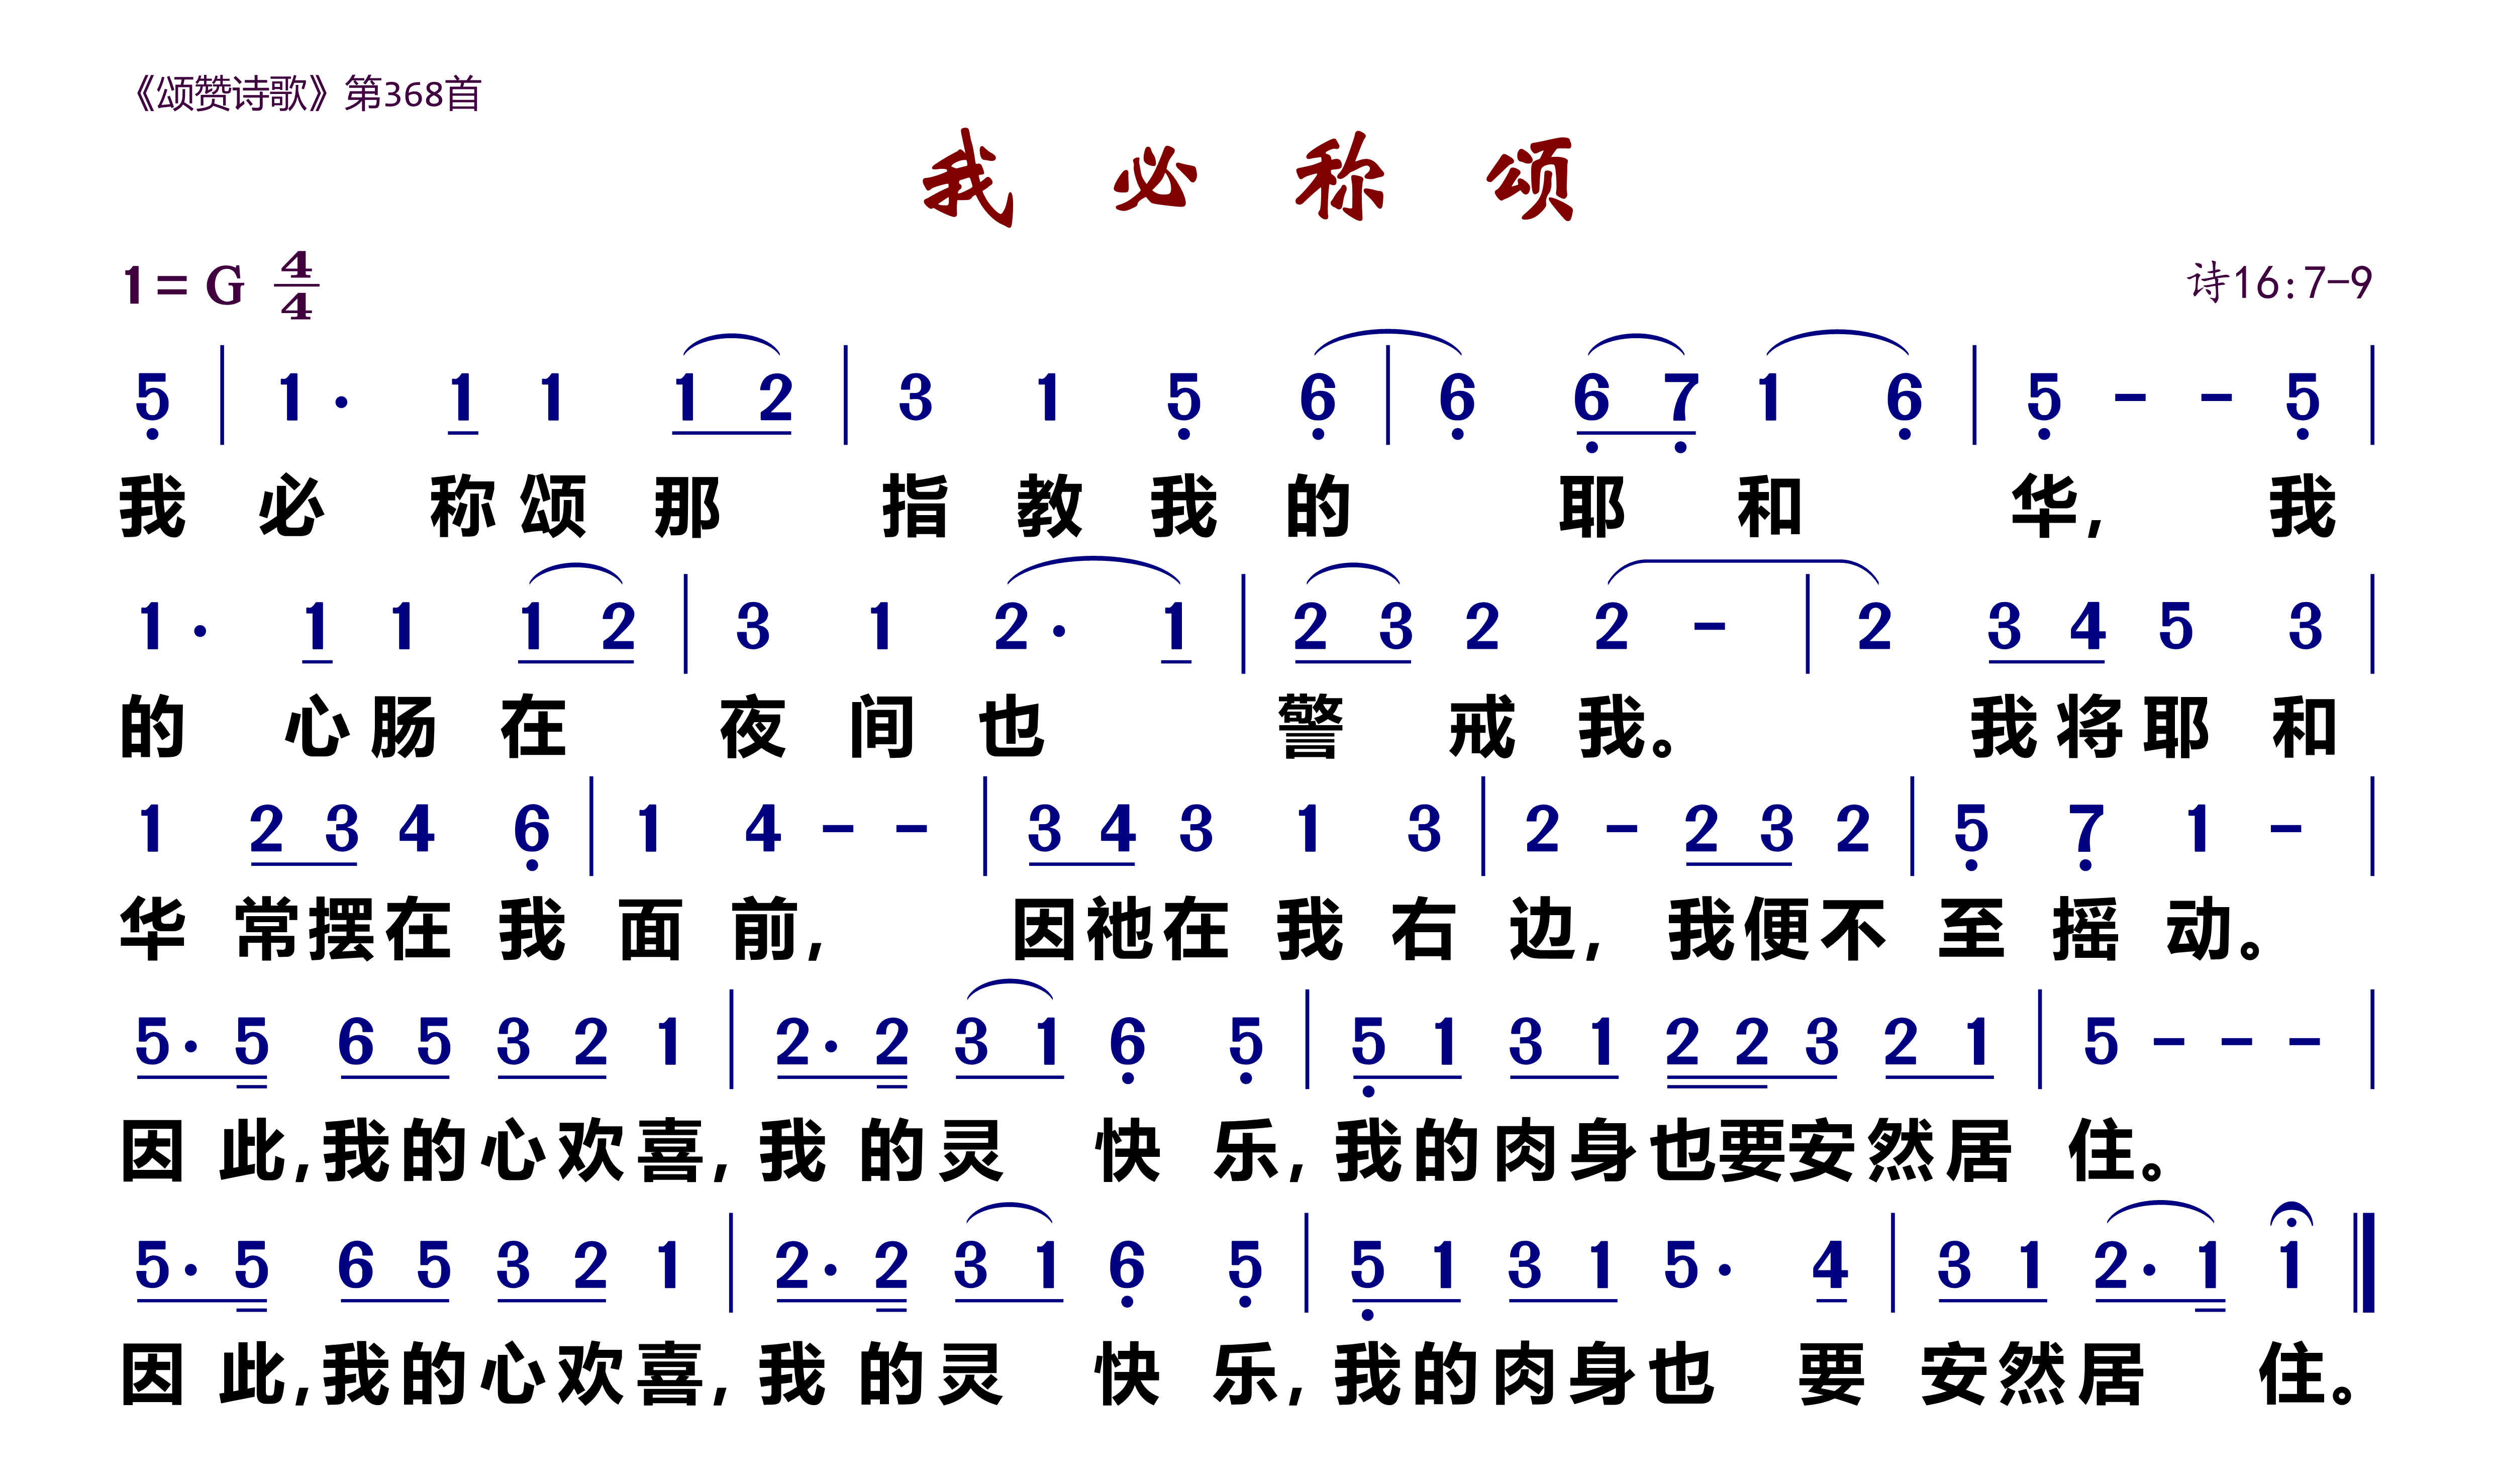 《颂赞诗歌》第368首
我 必 称 颂
1= G 4/4 诗16:7-9
5 | 1 · 1 1 1 2 | 3 1 5 6 | 6 6 7 1 6 | 5 - - 5 |
我 必 称 颂 那 指 教 我 的 耶 和 华, 我
1 · 1 1 1 2 | 3 1 2 · 1 | 2 3 2 2 - | 2 3 4 5 3 |
的 心 肠 在 夜 间 也 警 戒 我。 我 将 耶 和
1 2 3 4 6 | 1 4 - - | 3 4 3 1 3 | 2 - 2 3 2 | 5 7 1 - |
华 常 摆 在 我 面 前, 因 祂 在 我 右 边, 我 便 不 至 摇 动。
5 · 5 6 5 3 2 1 | 2 · 2 3 1 6 5 | 5 1 3 1 2 2 3 2 1 | 5 - - - |
因 此,我 的 心 欢 喜,我 的 灵 快 乐,我 的 肉 身 也 要 安 然 居 住。
5 · 5 6 5 3 2 1 | 2 · 2 3 1 6 5 | 5 1 3 1 5 · 4 | 3 1 2 · 1 1 ‖
因 此,我 的 心 欢 喜,我 的 灵 快 乐,我 的 肉 身 也 要 安 然 居 住。